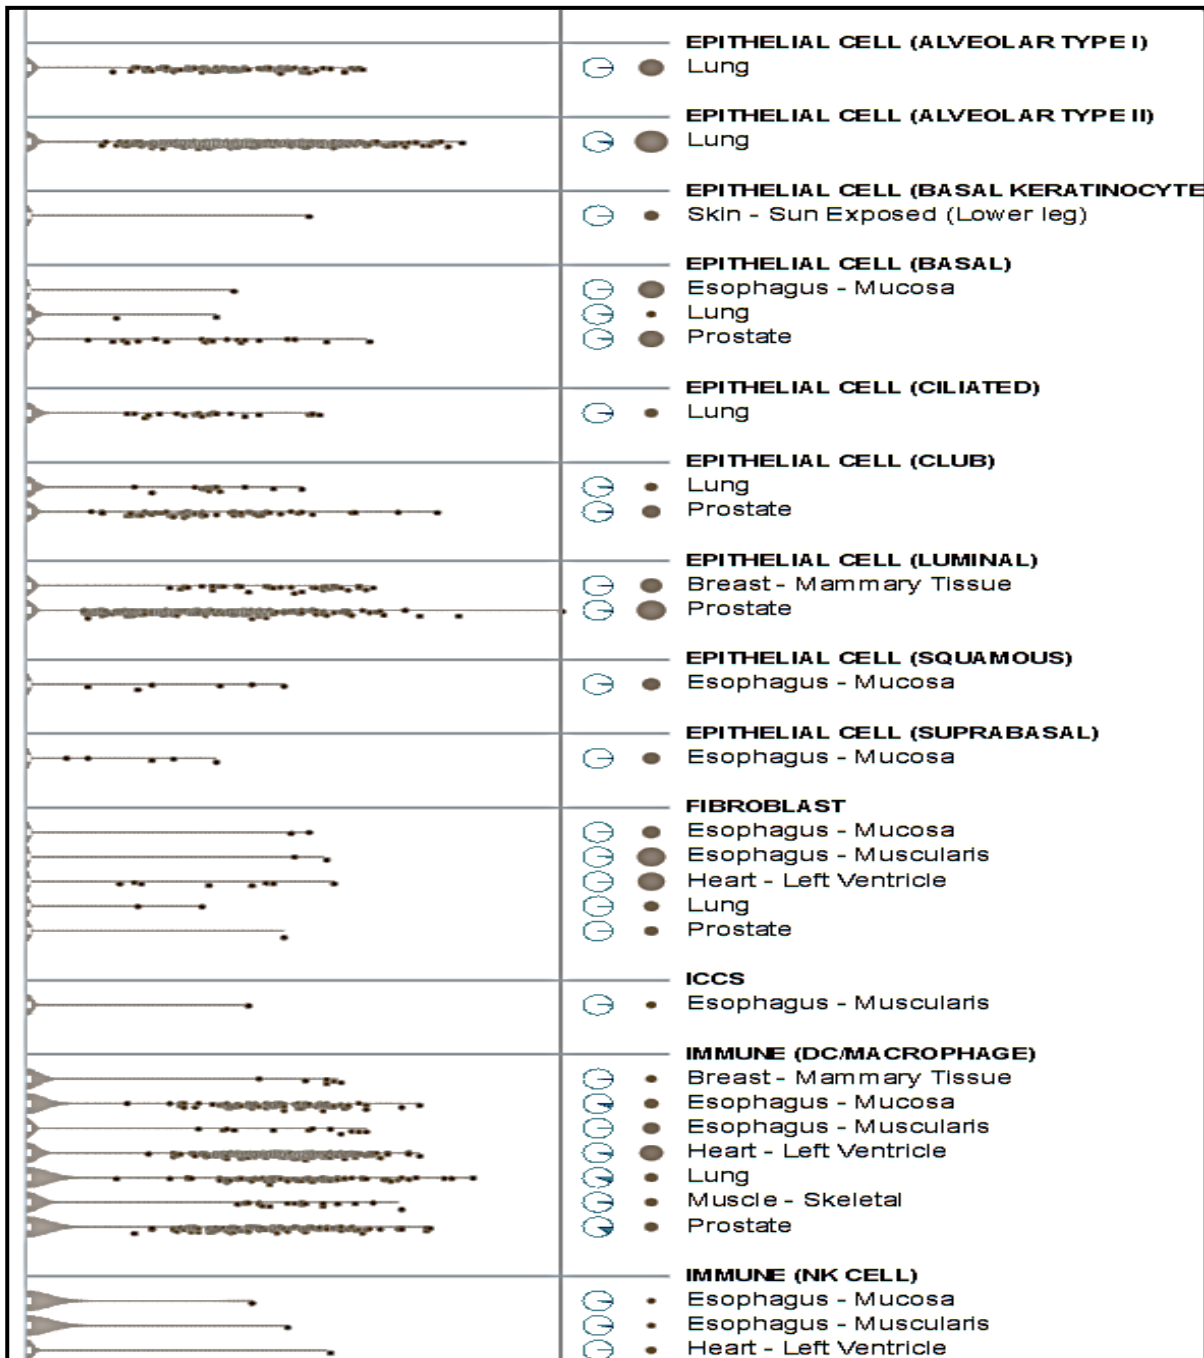 EPITHELIAL CELL (ALVEOLAR TYPE I)
Lung
EPITHELIAL CELL (ALVEOLAR TYPE II)
Lung
EPITHELIAL CELL (BASAL KERATINOCYTE
Skin - Sun Exposed (Lower leg)
EPITHELIAL CELL (BASAL)
Esophagus - Mucosa
Lung
Prostate
EPITHELIAL CELL (CILIATED)
Lung
EPITHELIAL CELL (CLUB)
Lung
Prostate
EPITHELIAL CELL (LUMINAL)
Breast - Mammary Tissue
Prostate
EPITHELIAL CELL (SQUAMOUS)
Esophagus - Mucosa
EPITHELIAL CELL (SUPRABASAL)
Esophagus - Mucosa
FIBROBLAST
Esophagus - Mucosa
Esophagus - Muscularis
Heart - Left Ventricle
Lung
Prostate
ICCS
Esophagus - Muscularis
IMMUNE (DC/MACROPHAGE)
Breast - Mammary Tissue
Esophagus - Mucosa
Esophagus - Muscularis
Heart - Left Ventricle
Lung
Muscle - Skeletal
Prostate
IMMUNE (NK CELL)
Esophagus - Mucosa
Esophagus - Muscularis
Heart - Left Ventricle